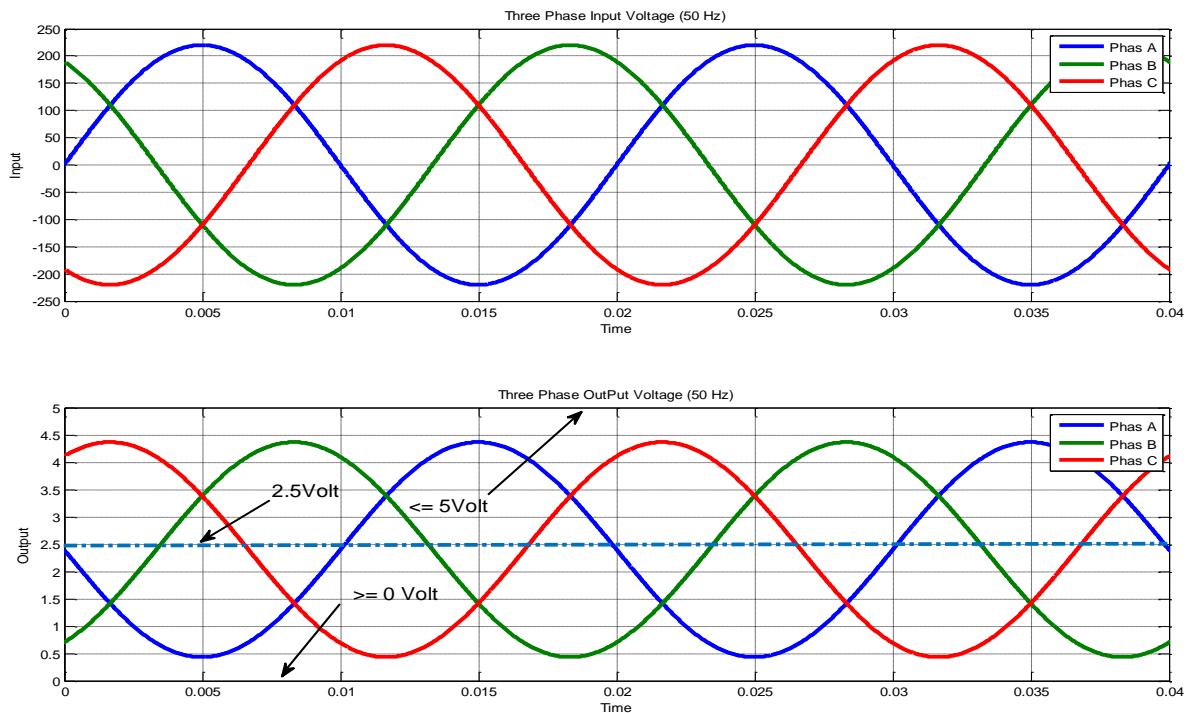 Three Phase Input Voltage (50 Hz)
250
200
150
100
50
0
-50
-100
-150
-200
-250
Input
Phas A
Phas B
Phas C
0 0.005 0.01 0.015 0.02 0.025 0.03 0.035 0.04
Time
Three Phase OutPut Voltage (50 Hz)
5
4.5
4
3.5
3
2.5
2
1.5
1
0.5
0
Output
Phas A
Phas B
Phas C
2.5Volt
<= 5Volt
>= 0 Volt
0 0.005 0.01 0.015 0.02 0.025 0.03 0.035 0.04
Time